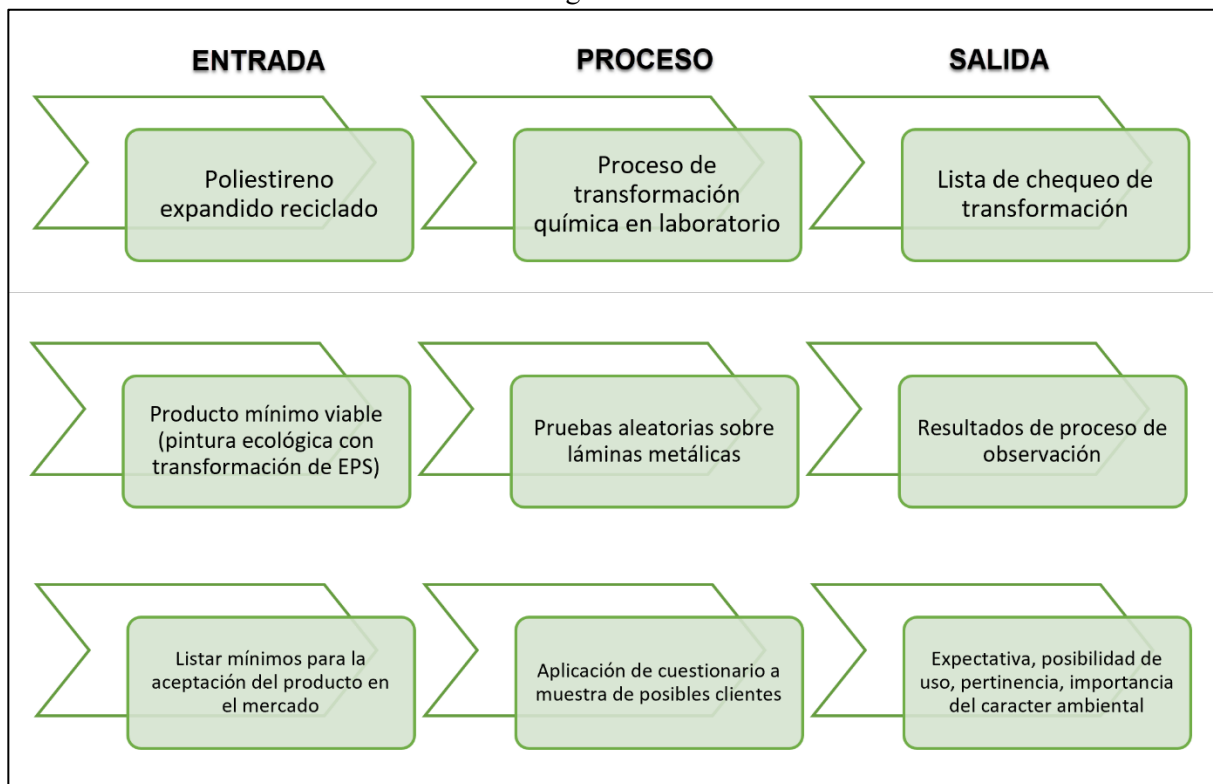 ENTRADA
PROCESO
SALIDA
Poliestireno
expandido reciclado
Proceso de
transformación
química en laboratorio
Lista de chequeo de
transformación
Producto mínimo viable
(pintura ecológica con
transformación de EPS)
Pruebas aleatorias sobre
láminas metálicas
Resultados de proceso de
observación
Listar mínimos para la
aceptación del producto en
el mercado
Aplicación de cuestionario a
muestra de posibles clientes
Expectativa, posibilidad de
uso, pertinencia, importancia
del caracter ambiental